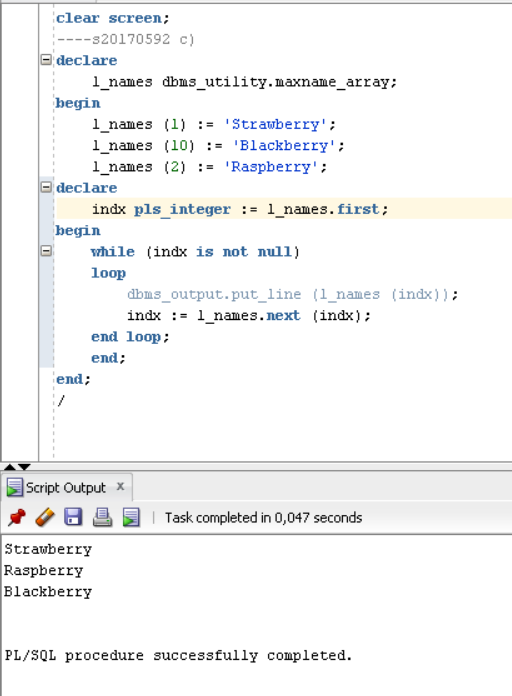 clear screen;
----s20170592 c)
declare
    l_names dbms_utility.maxname_array;
begin
    l_names (1) := 'Strawberry';
    l_names (10) := 'Blackberry';
    l_names (2) := 'Raspberry';
declare
    indx pls_integer := l_names.first;
begin
    while (indx is not null)
    loop
        dbms_output.put_line (l_names (indx));
        indx := l_names.next (indx);
    end loop;
    end;
end;
/
Script Output x
Task completed in 0,047 seconds
Strawberry
Raspberry
Blackberry
PL/SQL procedure successfully completed.